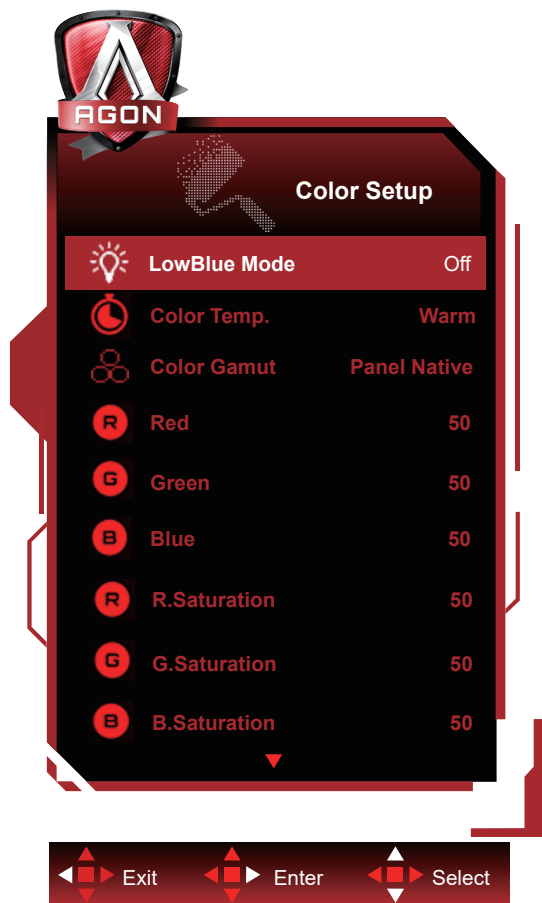 AGON
Color Setup
LowBlue Mode Off
Color Temp. Warm
Color Gamut Panel Native
R Red 50
G Green 50
B Blue 50
R R.Saturation 50
G G.Saturation 50
B B.Saturation 50
Exit Enter Select